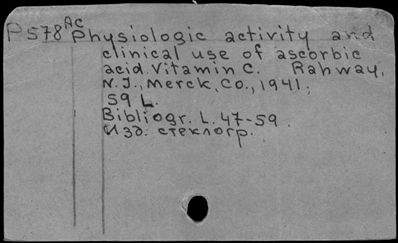 P578 AC Physiologic activity and
clinical use of ascorbic
acid Vitamin C. Rahway,
N.J., Merck, Co., 1941.
59 L.
Bibliogr. L. 47-59.
Изд. стеклогр.